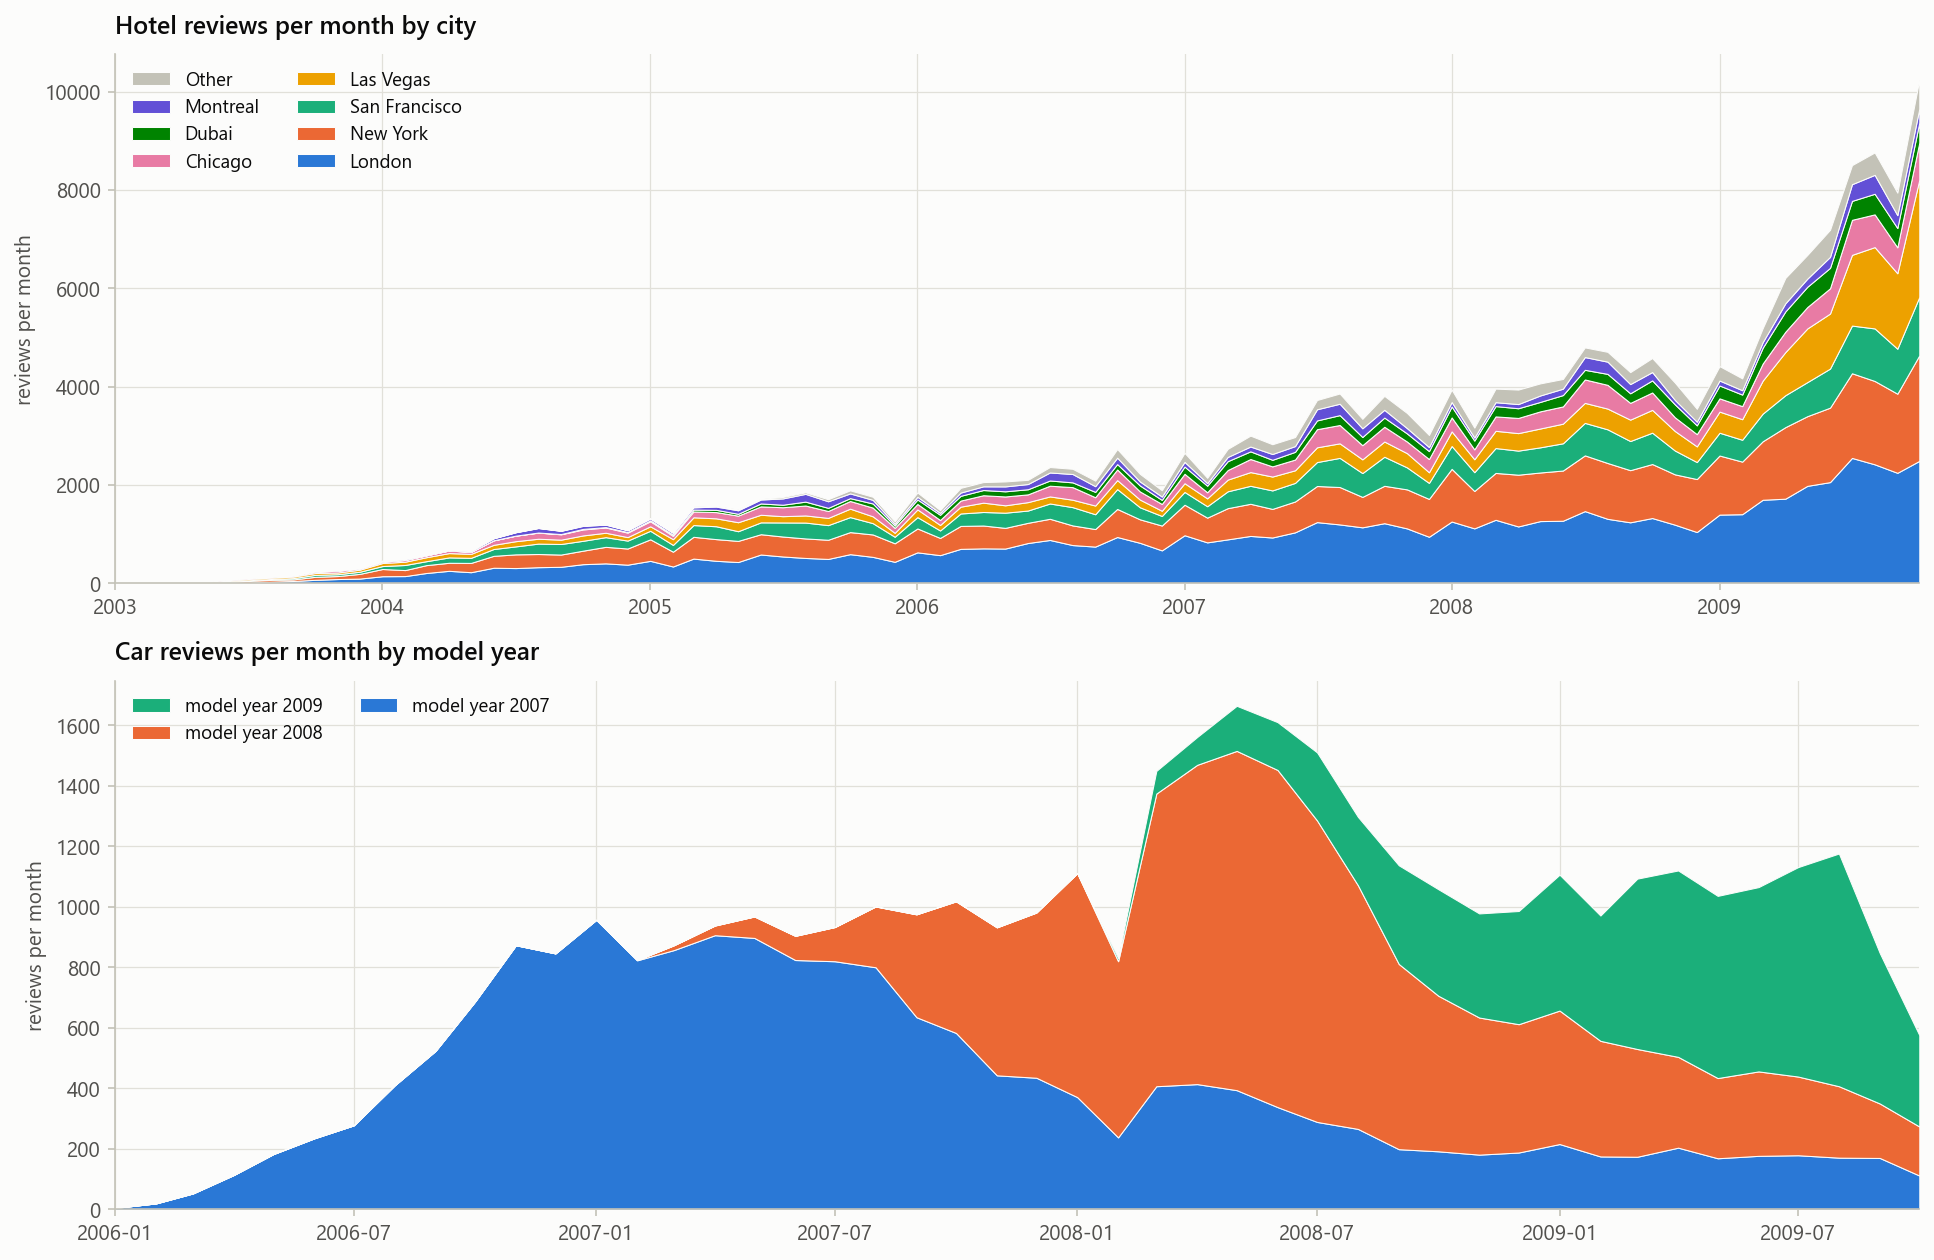 Hotel reviews per month by city
Other
Montreal
Dubai
Chicago
Las Vegas
San Francisco
New York
London
reviews per month
10000
8000
6000
4000
2000
0
2003
2004
2005
2006
2007
2008
2009
Car reviews per month by model year
model year 2009
model year 2008
model year 2007
reviews per month
1600
1400
1200
1000
800
600
400
200
0
2006-01
2006-07
2007-01
2007-07
2008-01
2008-07
2009-01
2009-07